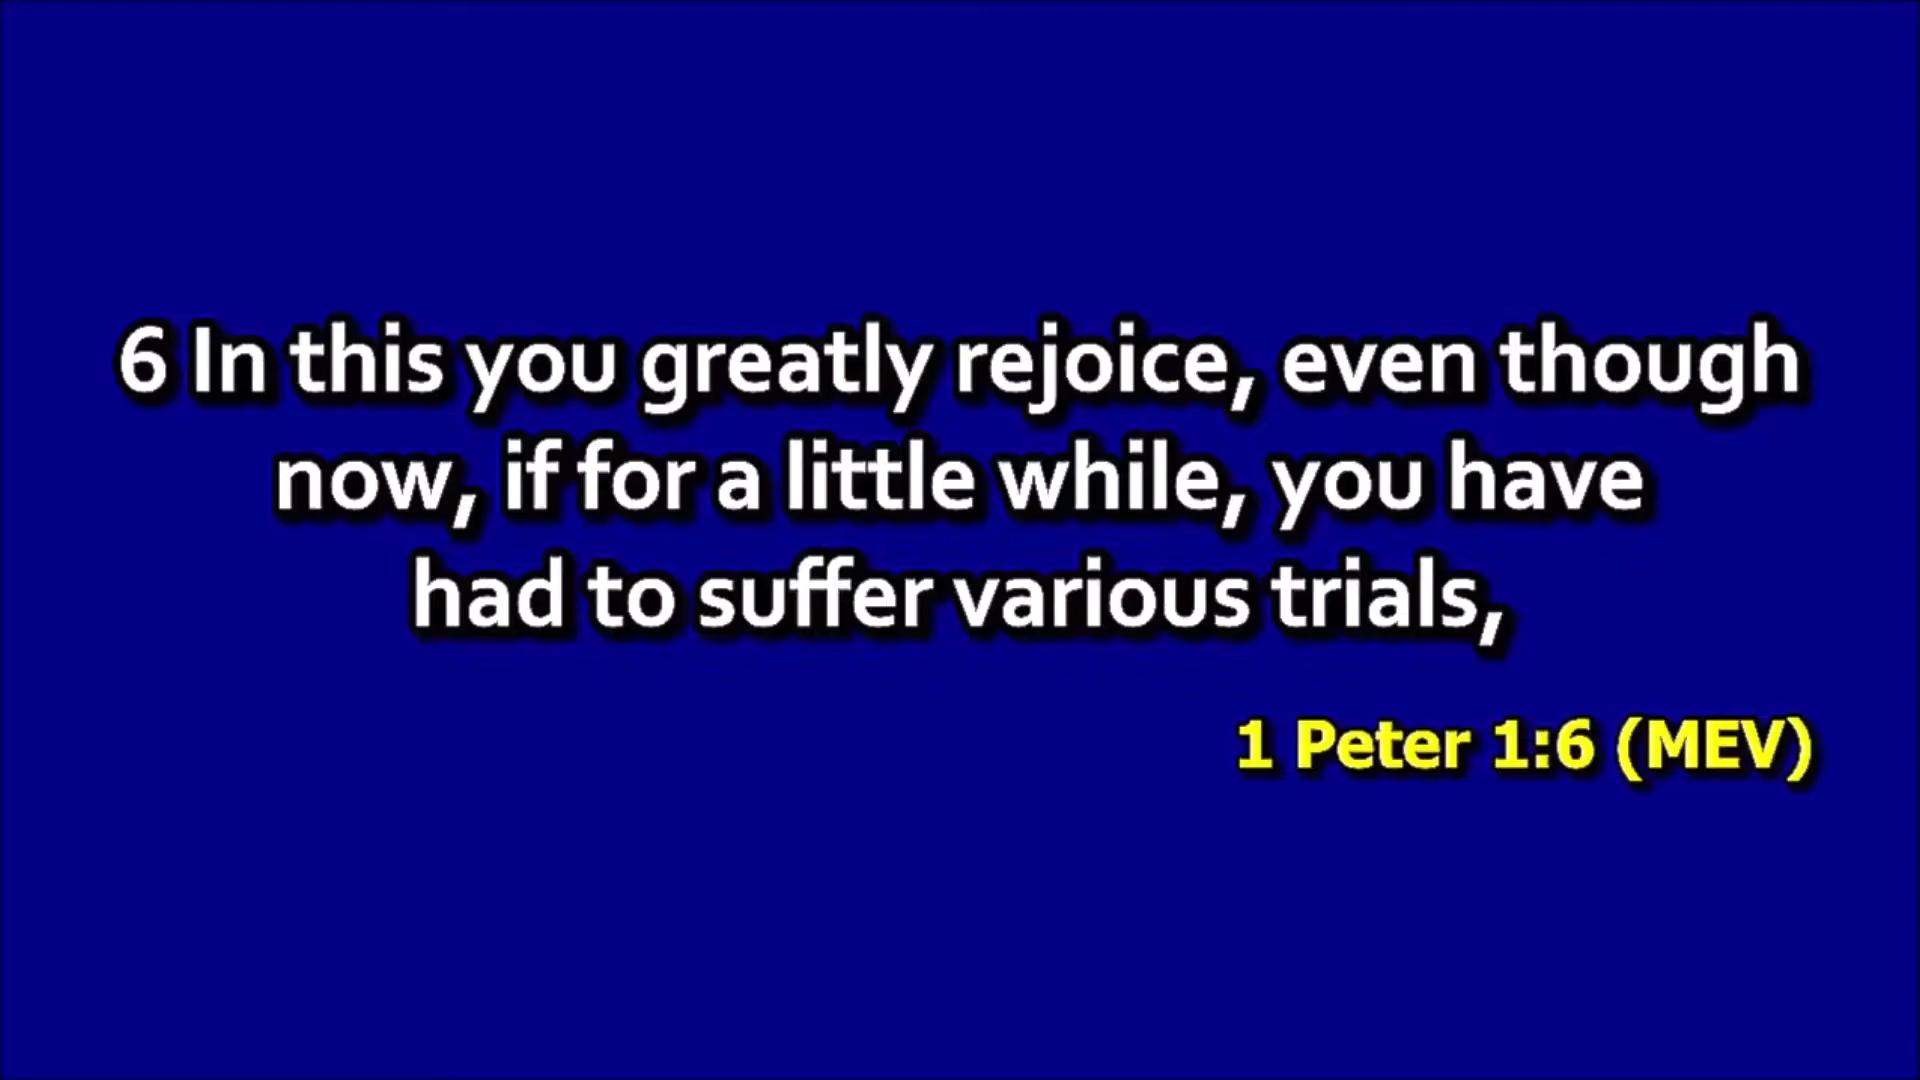 6 In this you greatly rejoice, even though
now, if for a little while, you have
had to suffer various trials,
1 Peter 1:6 (MEV)